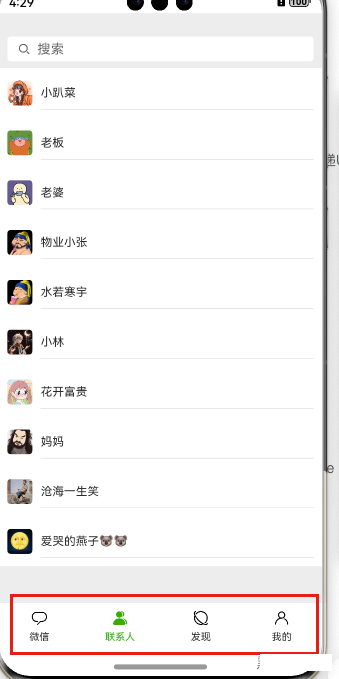 4:29
100
搜索
小趴菜
老板
老婆
物业小张
水若寒宇
小林
花开富贵
妈妈
沧海一生笑
爱哭的燕子🐨🐨
e
微信
联系人
发现
我的